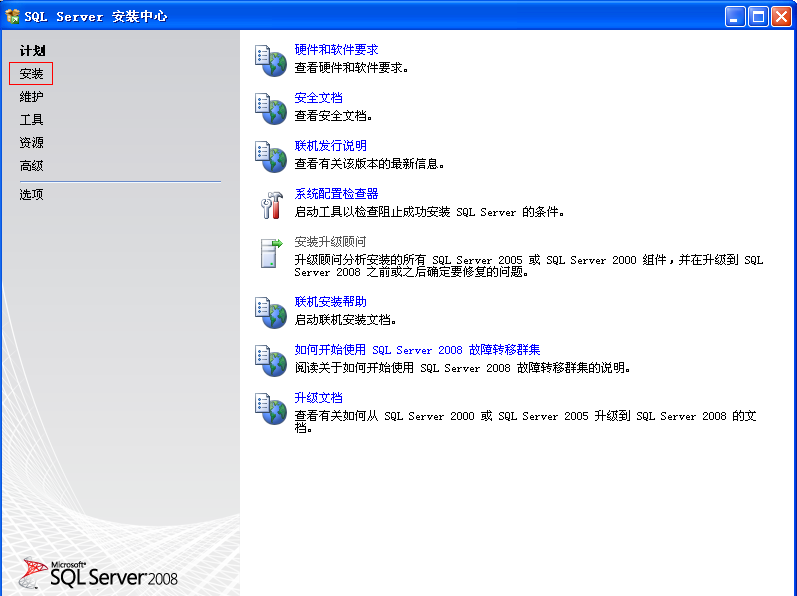 SQL Server 安装中心
计划
安装
维护
工具
资源
高级
选项
硬件和软件要求
查看硬件和软件要求。
安全文档
查看安全文档。
联机发行说明
查看有关该版本的最新信息。
系统配置检查器
启动工具以检查阻止成功安装 SQL Server 的条件。
安装升级顾问
升级顾问分析安装的所有 SQL Server 2005 或 SQL Server 2000 组件，并在升级到 SQL
Server 2008 之前或之后确定要修复的问题。
联机安装帮助
启动联机安装文档。
如何开始使用 SQL Server 2008 故障转移群集
阅读关于如何开始使用 SQL Server 2008 故障转移群集的说明。
升级文档
查看有关如何从 SQL Server 2000 或 SQL Server 2005 升级到 SQL Server 2008 的文
档。
Microsoft®
SQL Server 2008